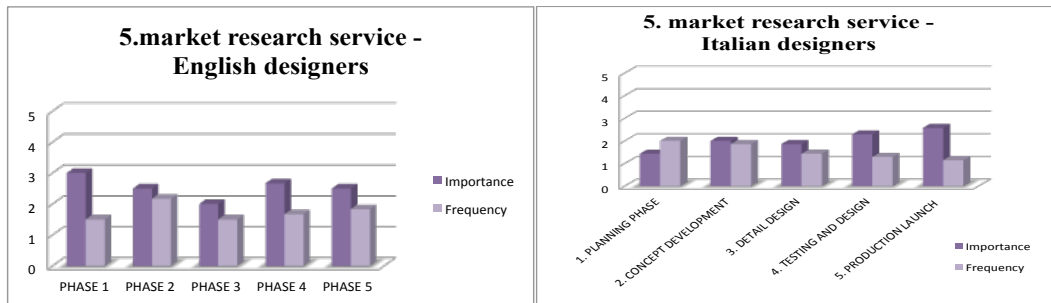 5.market research service -
English designers
5
4
3
2
1
0
PHASE 1 PHASE 2 PHASE 3 PHASE 4 PHASE 5
Importance
Frequency
5. market research service -
Italian designers
5
4
3
2
1
0
1. PLANNING PHASE
2. CONCEPT DEVELOPMENT
3. DETAIL DESIGN
4. TESTING AND DESIGN
5. PRODUCTION LAUNCH
Importance
Frequency